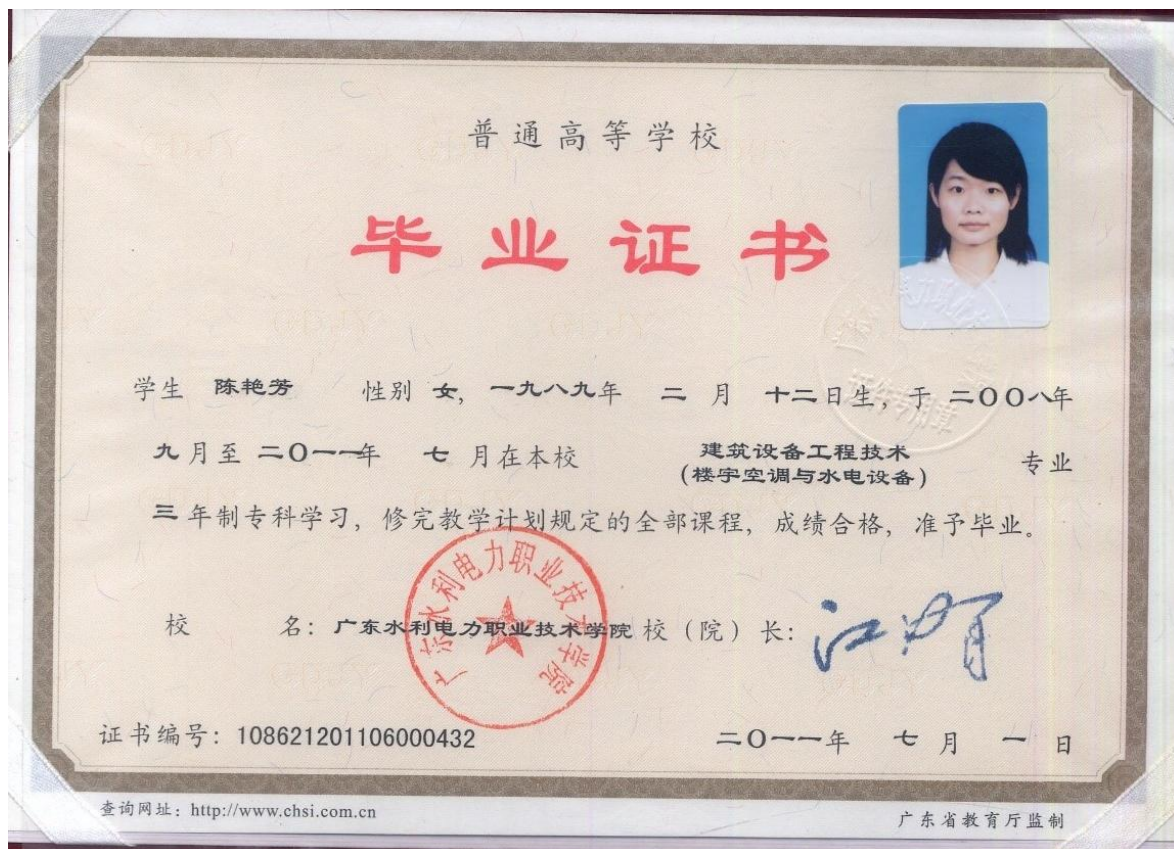 普通高等学校
毕业证书
学生 陈艳芳 性别 女，一九八九年 二 月 十二日生，于 二〇〇八年
九月至 二〇一一年 七 月在本校 建筑设备工程技术 专业
(楼宇空调与水电设备)
三 年制专科学习，修完教学计划规定的全部课程，成绩合格，准予毕业。
校 名：广东水利电力职业技术学院 校（院）长：
广东水利电力职业技术学院
证书编号：108621201106000432
二〇一一年 七 月 一 日
查询网址：http://www.chsi.com.cn
广东省教育厅监制